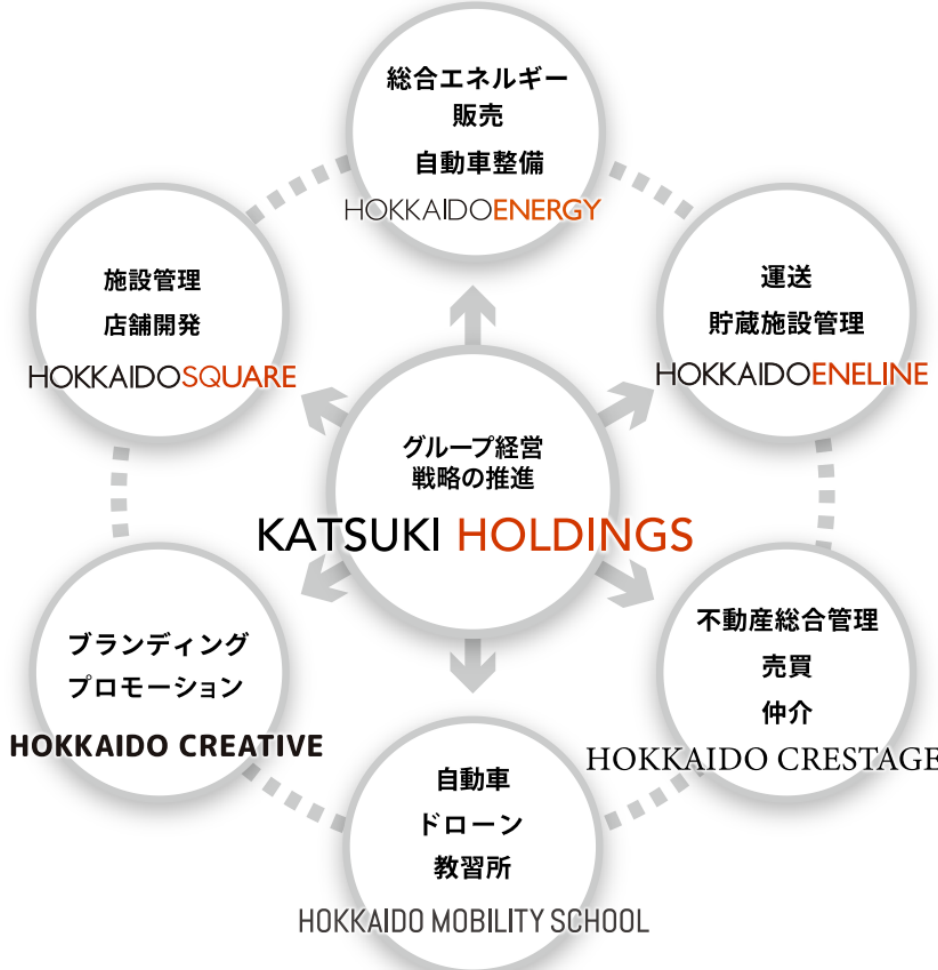 総合エネルギー
販売
自動車整備
HOKKAIDOENERGY
施設管理
店舗開発
HOKKAIDOSQUARE
運送
貯蔵施設管理
HOKKAIDOENELINE
グループ経営
戦略の推進
KATSUKI HOLDINGS
ブランディング
プロモーション
HOKKAIDO CREATIVE
不動産総合管理
売買
仲介
HOKKAIDO CRESTAGE
自動車
ドローン
教習所
HOKKAIDO MOBILITY SCHOOL